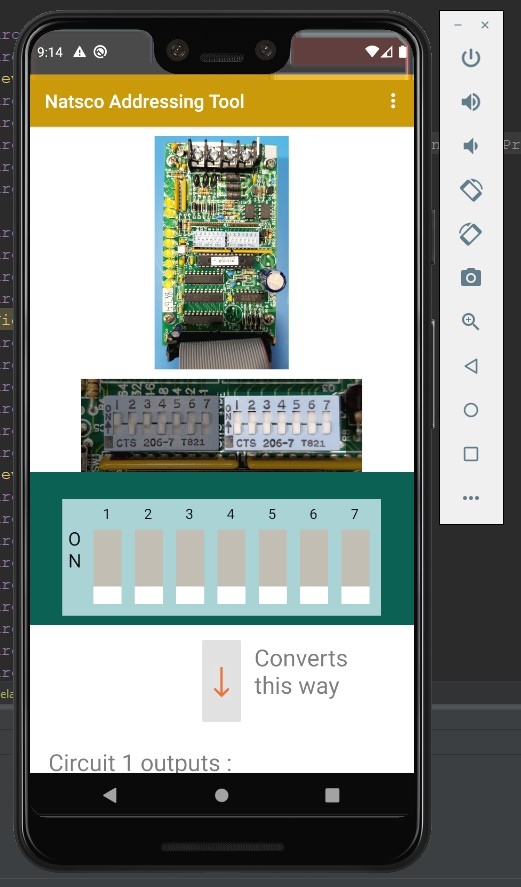 9:14
Natsco Addressing Tool
1 2 3 4 5 6 7 1 2 3 4 5 6 7
CTS 206-7 T821 CTS 206-7 T821
1 2 3 4 5 6 7
O
N
Converts
this way
Circuit 1 outputs :